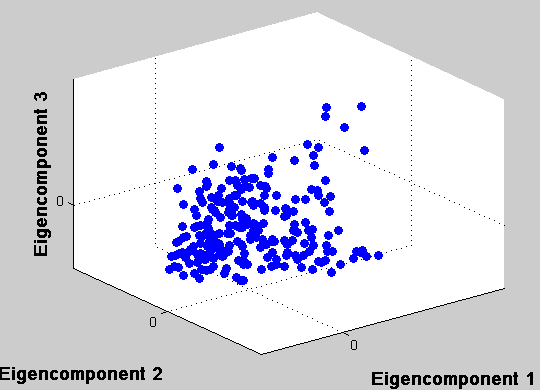 Eigencomponent 3
0
0
0
Eigencomponent 2
Eigencomponent 1